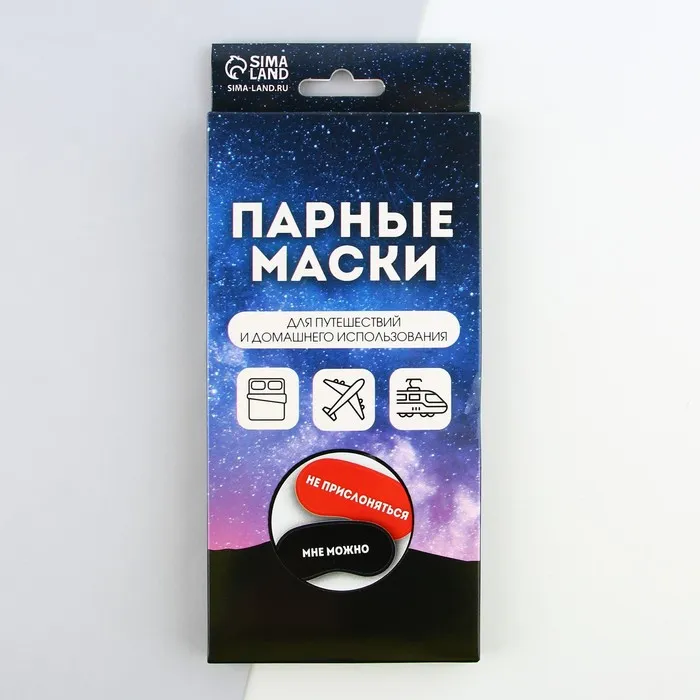 SIMA
LAND
SIMA-LAND.RU
ПАРНЫЕ
МАСКИ
ДЛЯ ПУТЕШЕСТВИЙ
И ДОМАШНЕГО ИСПОЛЬЗОВАНИЯ
НЕ ПРИСЛОНЯТЬСЯ
МНЕ МОЖНО